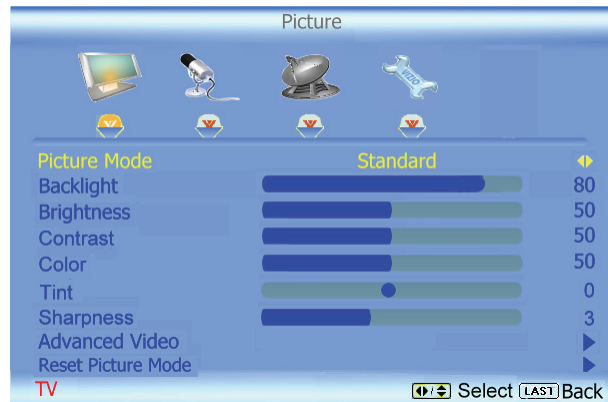 Picture
VIZIO
Picture Mode Standard
Backlight 80
Brightness 50
Contrast 50
Color 50
Tint 0
Sharpness 3
Advanced Video
Reset Picture Mode
TV Select LAST Back